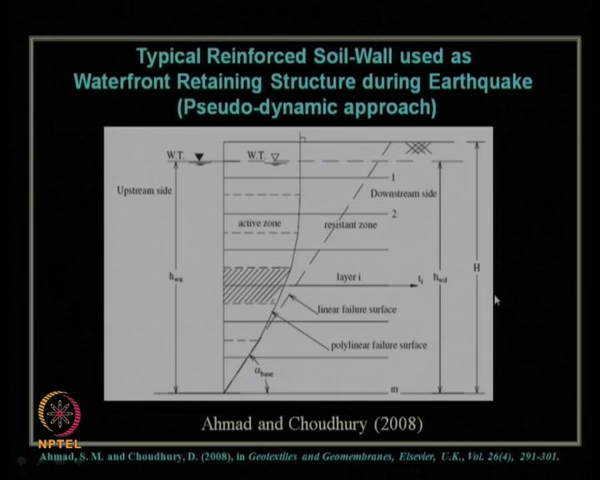 Typical Reinforced Soil-Wall used as
Waterfront Retaining Structure during Earthquake
(Pseudo-dynamic approach)
W.T. W.T.
1
Upstream side Downstream side
2
active zone resistant zone
layer i
linear failure surface
polylinear failure surface
H
m
Ahmad and Choudhury (2008)
NPTEL
Ahmad, S. M. and Choudhury, D. (2008), in Geotextiles and Geomembranes, Elsevier, U.K., Vol. 26(4), 291-301.